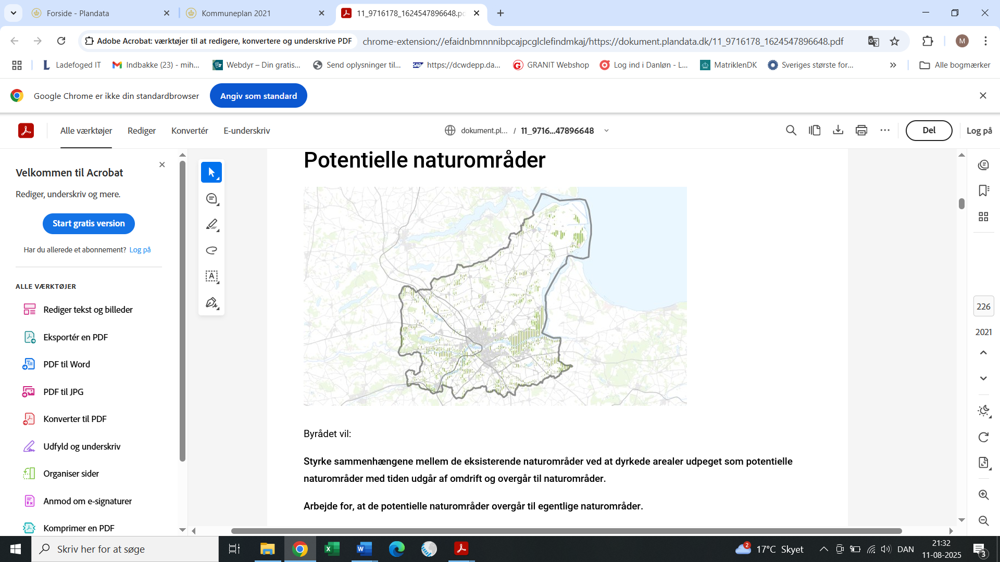 Forside - Plandata
Kommuneplan 2021
11_9716178_1624547896648.pc
Adobe Acrobat: værktøjer til at redigere, konvertere og underskrive PDF
chrome-extension://efaidnbmnnnibpcajpcglclefindmkaj/https://dokument.plandata.dk/11_9716178_1624547896648.pdf
M
Ladefoged IT
Indbakke (23) - mih...
Webdyr – Din gratis...
Send oplysninger til...
https://dcwdepp.da...
GRANIT Webshop
Log ind i Danløn - L...
MatriklenDK
Sveriges største for...
Alle bogmærker
Google Chrome er ikke din standardbrowser
Angiv som standard
Alle værktøjer
Rediger
Konvertér
E-underskriv
dokument.pl... / 11_9716...47896648
Del
Log på
Velkommen til Acrobat
Rediger, underskriv og mere.
Start gratis version
Har du allerede et abonnement? Log på
ALLE VÆRKTØJER
Rediger tekst og billeder
Eksportér en PDF
PDF til Word
PDF til JPG
Konverter til PDF
Udfyld og underskriv
Organiser sider
Anmod om e-signaturer
Komprimer en PDF
Potentielle naturområder
Byrådet vil:
Styrke sammenhængene mellem de eksisterende naturområder ved at dyrkede arealer udpeget som potentielle
naturområder med tiden udgår af omdrift og overgår til naturområder.
Arbejde for, at de potentielle naturområder overgår til egentlige naturområder.
226
2021
Skriv her for at søge
2
17°C Skyet
DAN
21:32
11-08-2025
3